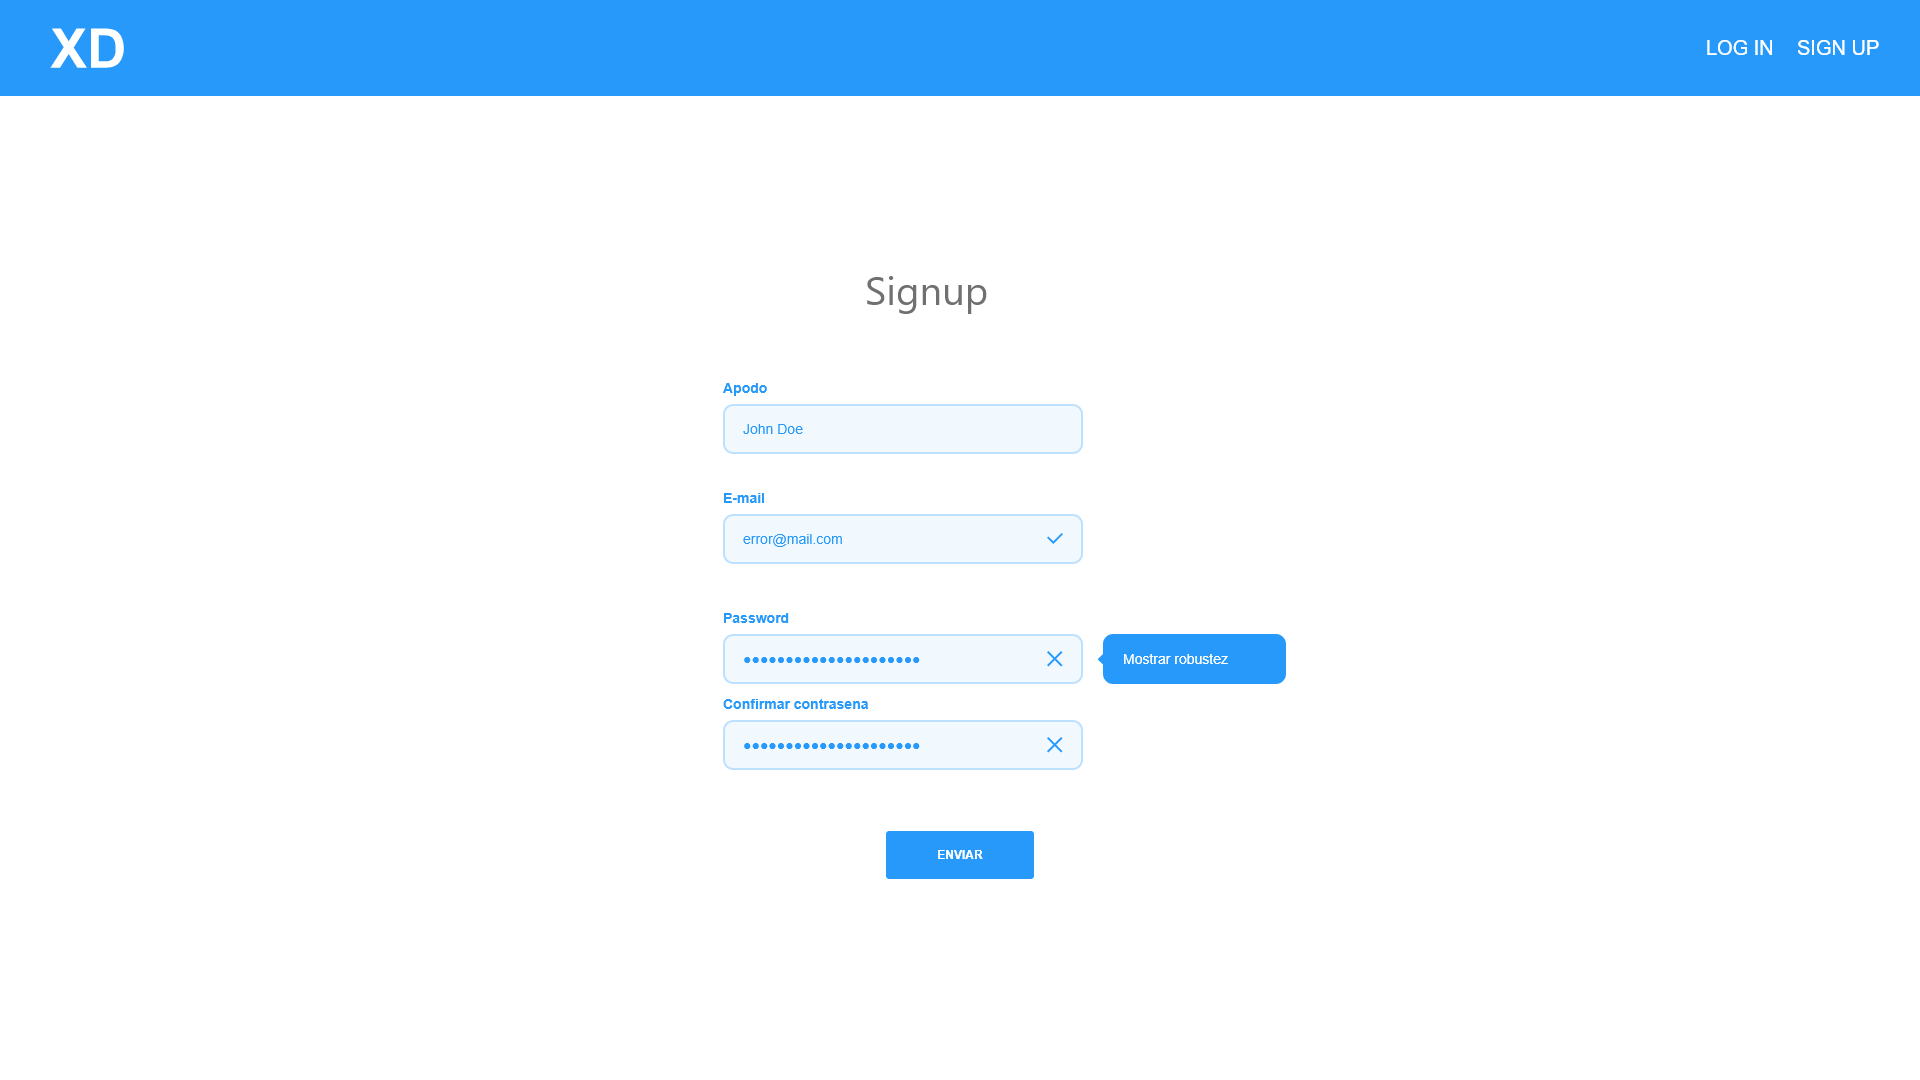 XD
LOG IN
SIGN UP
Signup
Apodo
John Doe
E-mail
error@mail.com
Password
●●●●●●●●●●●●●●●●●●●●●
Mostrar robustez
Confirmar contrasena
●●●●●●●●●●●●●●●●●●●●●
ENVIAR